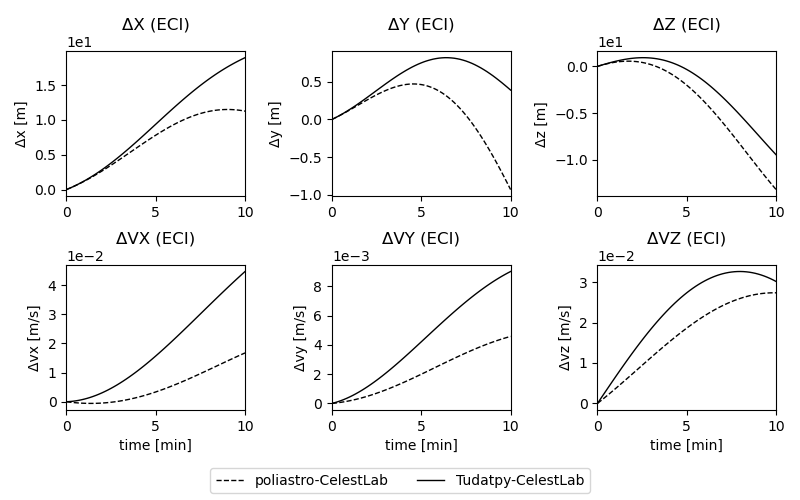 ΔX (ECI)
ΔY (ECI)
ΔZ (ECI)
1e1
1e1
Δx [m]
1.5
1.0
0.5
0.0
0
5
10
Δy [m]
0.5
0.0
−0.5
−1.0
0
5
10
Δz [m]
0.0
−0.5
−1.0
0
5
10
ΔVX (ECI)
ΔVY (ECI)
ΔVZ (ECI)
1e−2
1e−3
1e−2
Δvx [m/s]
4
3
2
1
0
0
5
10
time [min]
Δvy [m/s]
8
6
4
2
0
0
5
10
time [min]
Δvz [m/s]
3
2
1
0
0
5
10
time [min]
poliastro-CelestLab
Tudatpy-CelestLab